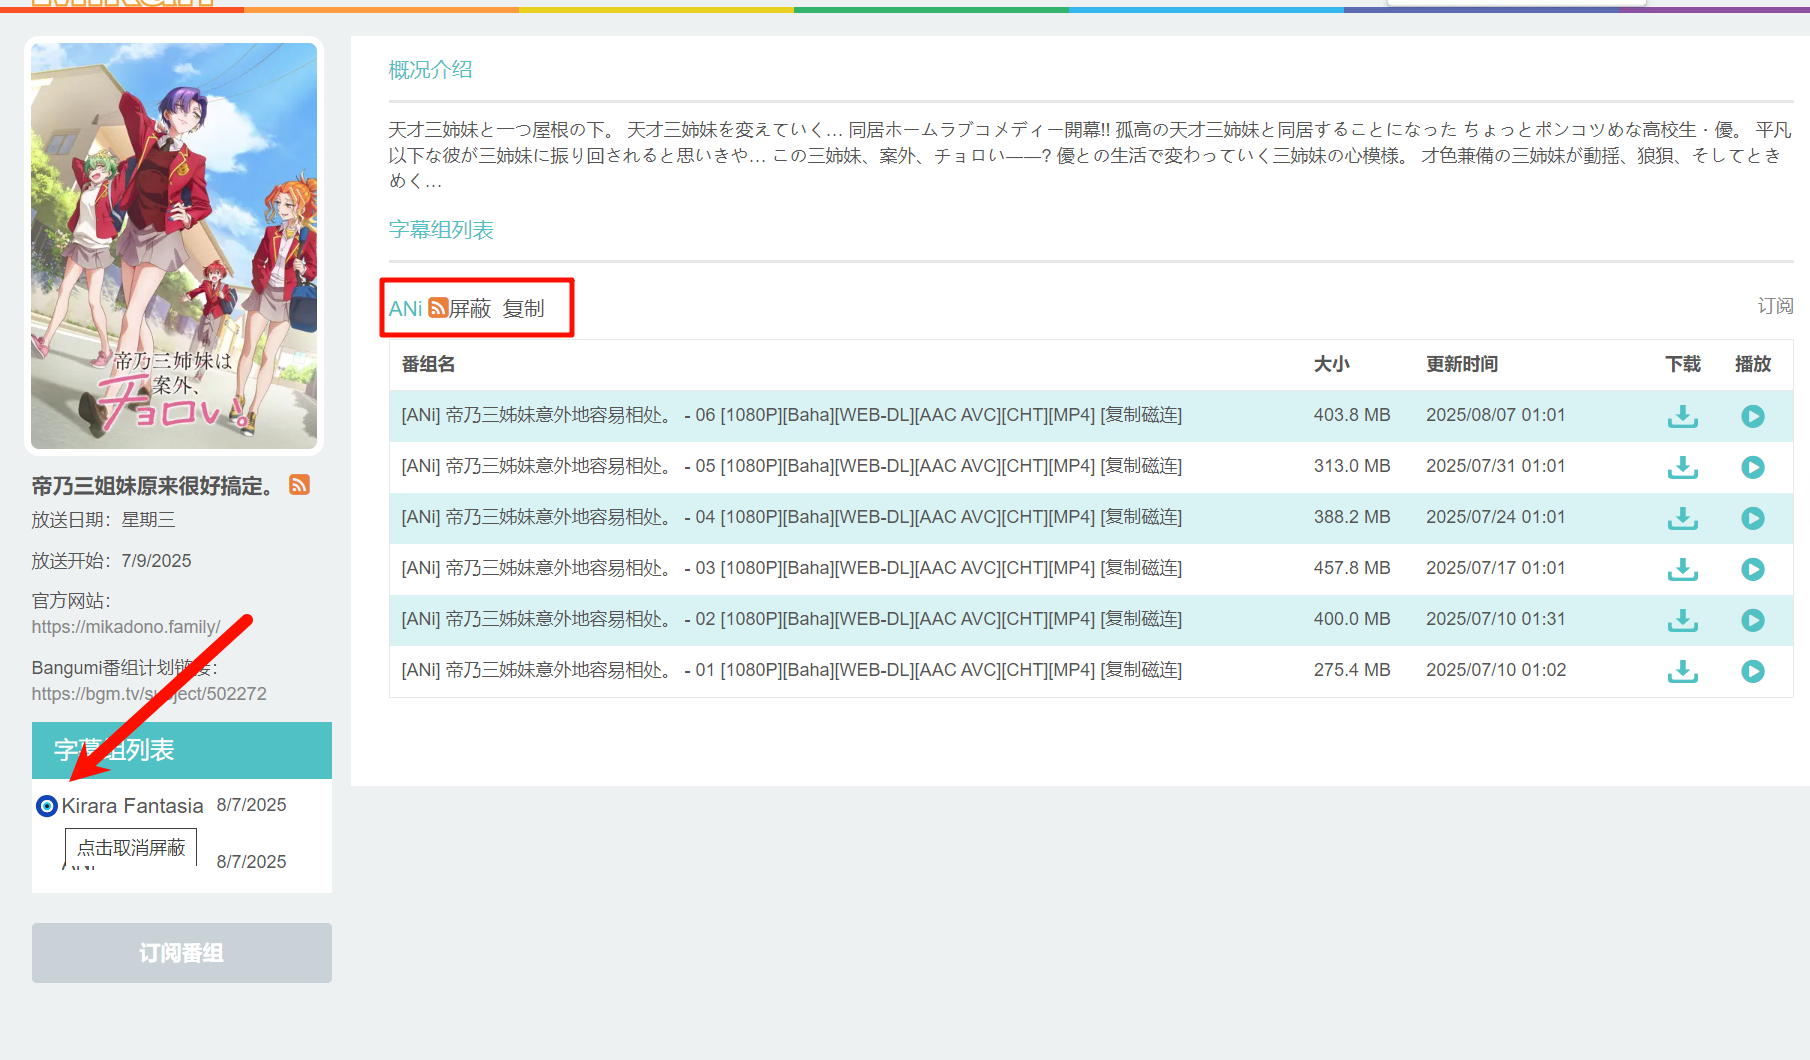 Mikan
概况介绍
天才三姉妹と一つ屋根の下。 天才三姉妹を変えていく… 同居ホームラブコメディー開幕!! 孤高の天才三姉妹と同居することになった ちょっとポンコツめな高校生・優。 平凡
以下な彼が三姉妹に振り回されると思いきや… この三姉妹、案外、チョロい——? 優との生活で変わっていく三姉妹の心模様。 才色兼備の三姉妹が動揺、狼狽、そしてとき
めく…
字幕组列表
ANi 屏蔽 复制
订阅
番组名 大小 更新时间 下载 播放
[ANi] 帝乃三姊妹意外地容易相处。 - 06 [1080P][Baha][WEB-DL][AAC AVC][CHT][MP4] [复制磁连] 403.8 MB 2025/08/07 01:01
[ANi] 帝乃三姊妹意外地容易相处。 - 05 [1080P][Baha][WEB-DL][AAC AVC][CHT][MP4] [复制磁连] 313.0 MB 2025/07/31 01:01
[ANi] 帝乃三姊妹意外地容易相处。 - 04 [1080P][Baha][WEB-DL][AAC AVC][CHT][MP4] [复制磁连] 388.2 MB 2025/07/24 01:01
[ANi] 帝乃三姊妹意外地容易相处。 - 03 [1080P][Baha][WEB-DL][AAC AVC][CHT][MP4] [复制磁连] 457.8 MB 2025/07/17 01:01
[ANi] 帝乃三姊妹意外地容易相处。 - 02 [1080P][Baha][WEB-DL][AAC AVC][CHT][MP4] [复制磁连] 400.0 MB 2025/07/10 01:31
[ANi] 帝乃三姊妹意外地容易相处。 - 01 [1080P][Baha][WEB-DL][AAC AVC][CHT][MP4] [复制磁连] 275.4 MB 2025/07/10 01:02
帝乃三姉妹は
案外、
チョロい。
帝乃三姐妹原来很好搞定。
放送日期：星期三
放送开始：7/9/2025
官方网站：
https://mikadono.family/
Bangumi番组计划链接：
https://bgm.tv/subject/502272
字幕组列表
Kirara Fantasia 8/7/2025
点击取消屏蔽
ANi 8/7/2025
订阅番组